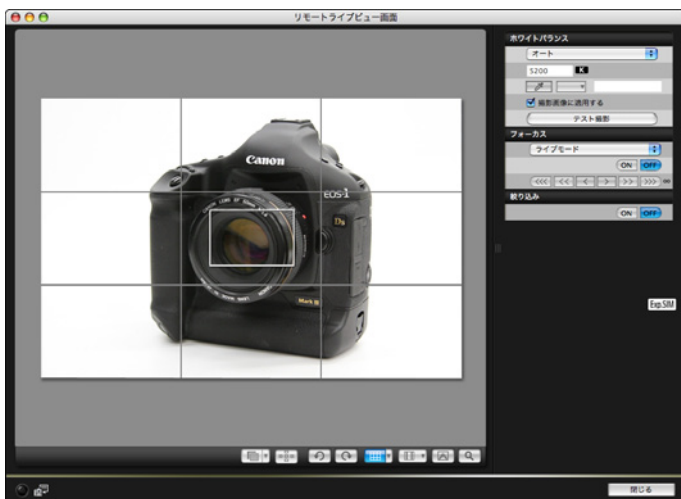 リモートライブビュー画面
ホワイトバランス
オート
5200 K
撮影画像に適用する
テスト撮影
フォーカス
ライブモード
ON OFF
<<< << < > >> >>> ∞
絞り込み
ON OFF
Exp.SIM
Canon
EOS-1
Ds
Mark III
閉じる